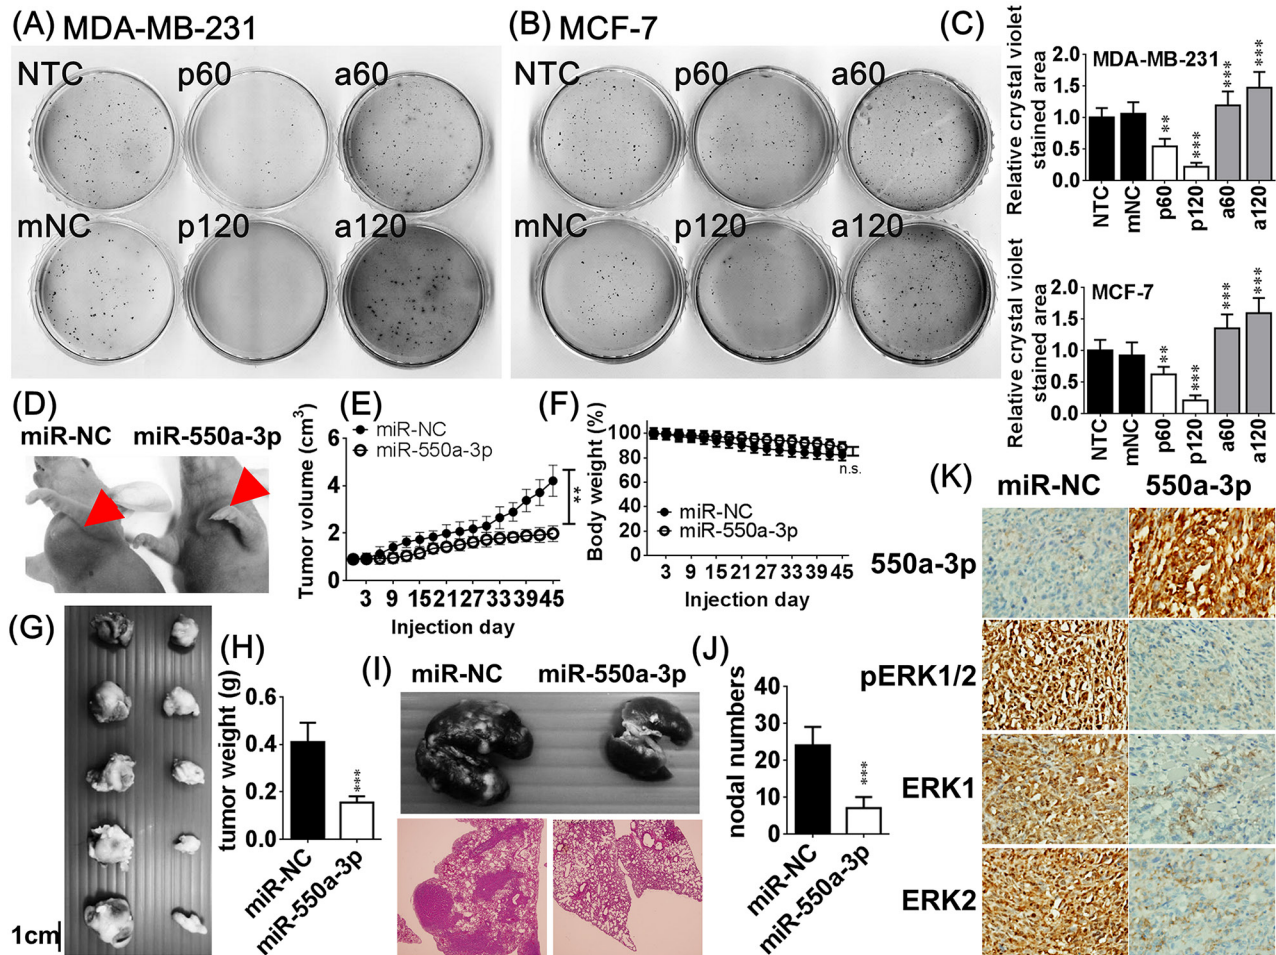 (A) MDA-MB-231
NTC p60 a60
mNC p120 a120
(B) MCF-7
NTC p60 a60
mNC p120 a120
(C)
Relative crystal violet
stained area
2.0
1.5
1.0
0.5
0.0
MDA-MB-231
** *** *** ***
NTC mNC p60 p120 a60 a120
Relative crystal violet
stained area
2.0
1.5
1.0
0.5
0.0
MCF-7
** *** *** ***
NTC mNC p60 p120 a60 a120
(D)
miR-NC miR-550a-3p
(E)
Tumor volume (cm3)
6
4
2
0
miR-NC
miR-550a-3p
**
3 9 15 21 27 33 39 45
Injection day
(F)
Body weight (%)
100
80
60
40
20
0
n.s.
miR-NC
miR-550a-3p
3 9 15 21 27 33 39 45
Injection day
(G)
1cm
(H)
tumor weight (g)
0.6
0.4
0.2
0.0
***
miR-NC
miR-550a-3p
(I)
miR-NC miR-550a-3p
(J)
nodal numbers
40
30
20
10
0
***
miR-NC
miR-550a-3p
(K)
miR-NC 550a-3p
550a-3p
pERK1/2
ERK1
ERK2